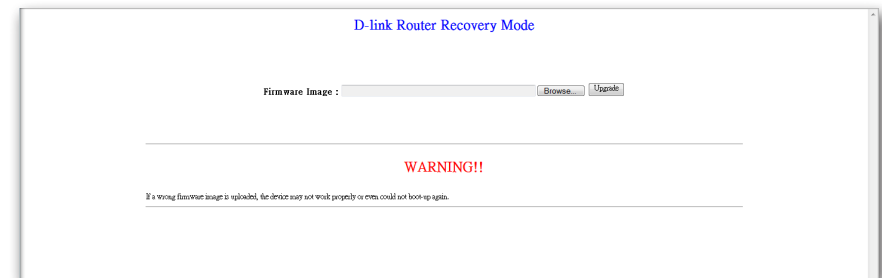 D-link Router Recovery Mode
Firmware Image : Browse... Upgrade
WARNING!!
If a wrong firmware image is uploaded, the device may not work properly or even could not boot-up again.